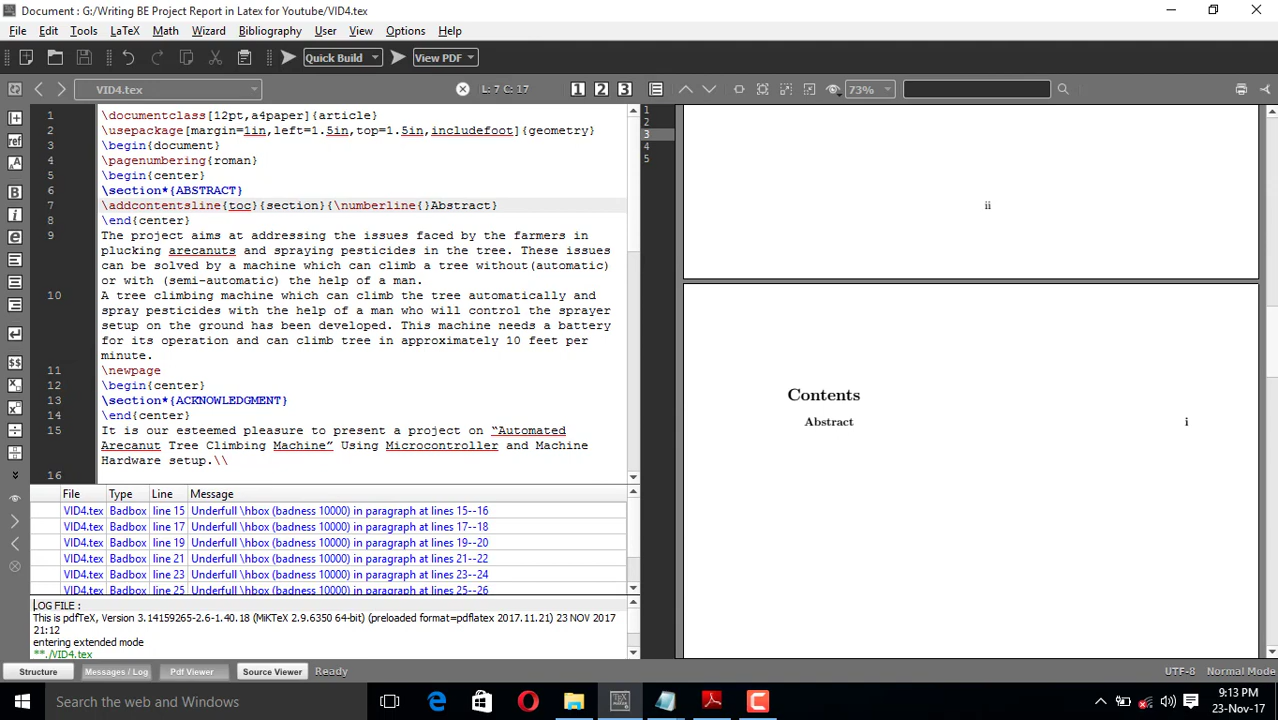 Document : G:/Writing BE Project Report in Latex for Youtube/VID4.tex
File Edit Tools LaTeX Math Wizard Bibliography User View Options Help
Quick Build View PDF
VID4.tex L: 7 C: 17 1 2 3 73%
1 \documentclass[12pt,a4paper]{article}
2 \usepackage[margin=1in,left=1.5in,top=1.5in,includefoot]{geometry}
3 \begin{document}
4 \pagenumbering{roman}
5 \begin{center}
6 \section*{ABSTRACT}
7 \addcontentsline{toc}{section}{\numberline{}Abstract}
8 \end{center}
9 The project aims at addressing the issues faced by the farmers in
plucking arecanuts and spraying pesticides in the tree. These issues
can be solved by a machine which can climb a tree without(automatic)
or with (semi-automatic) the help of a man.
10 A tree climbing machine which can climb the tree automatically and
spray pesticides with the help of a man who will control the sprayer
setup on the ground has been developed. This machine needs a battery
for its operation and can climb tree in approximately 10 feet per
minute.
11 \newpage
12 \begin{center}
13 \section*{ACKNOWLEDGMENT}
14 \end{center}
15 It is our esteemed pleasure to present a project on “Automated
Arecanut Tree Climbing Machine” Using Microcontroller and Machine
Hardware setup.\\
16
1
2
3
4
5
ii
Contents
Abstract i
File Type Line Message
VID4.tex Badbox line 15 Underfull \hbox (badness 10000) in paragraph at lines 15--16
VID4.tex Badbox line 17 Underfull \hbox (badness 10000) in paragraph at lines 17--18
VID4.tex Badbox line 19 Underfull \hbox (badness 10000) in paragraph at lines 19--20
VID4.tex Badbox line 21 Underfull \hbox (badness 10000) in paragraph at lines 21--22
VID4.tex Badbox line 23 Underfull \hbox (badness 10000) in paragraph at lines 23--24
VID4.tex Badbox line 25 Underfull \hbox (badness 10000) in paragraph at lines 25--26
LOG FILE :
This is pdfTeX, Version 3.14159265-2.6-1.40.18 (MiKTeX 2.9.6350 64-bit) (preloaded format=pdflatex 2017.11.21) 23 NOV 2017
21:12
entering extended mode
**./VID4.tex
Structure Messages / Log Pdf Viewer Source Viewer Ready UTF-8 Normal Mode
Search the web and Windows
9:13 PM
23-Nov-17